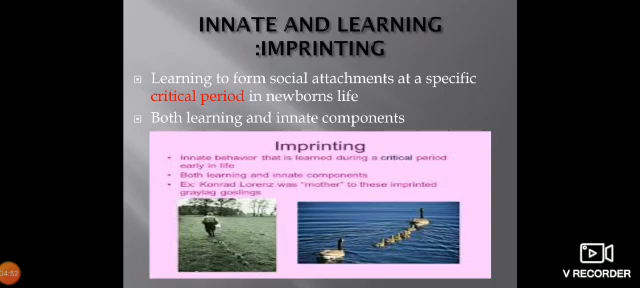 INNATE AND LEARNING
:IMPRINTING
Learning to form social attachments at a specific
critical period in newborns life
Both learning and innate components
Imprinting
• Innate behavior that is learned during a critical period
early in life
• Both learning and innate components
• Ex: Konrad Lorenz was "mother" to these imprinted
graylag goslings
04:52
V RECORDER